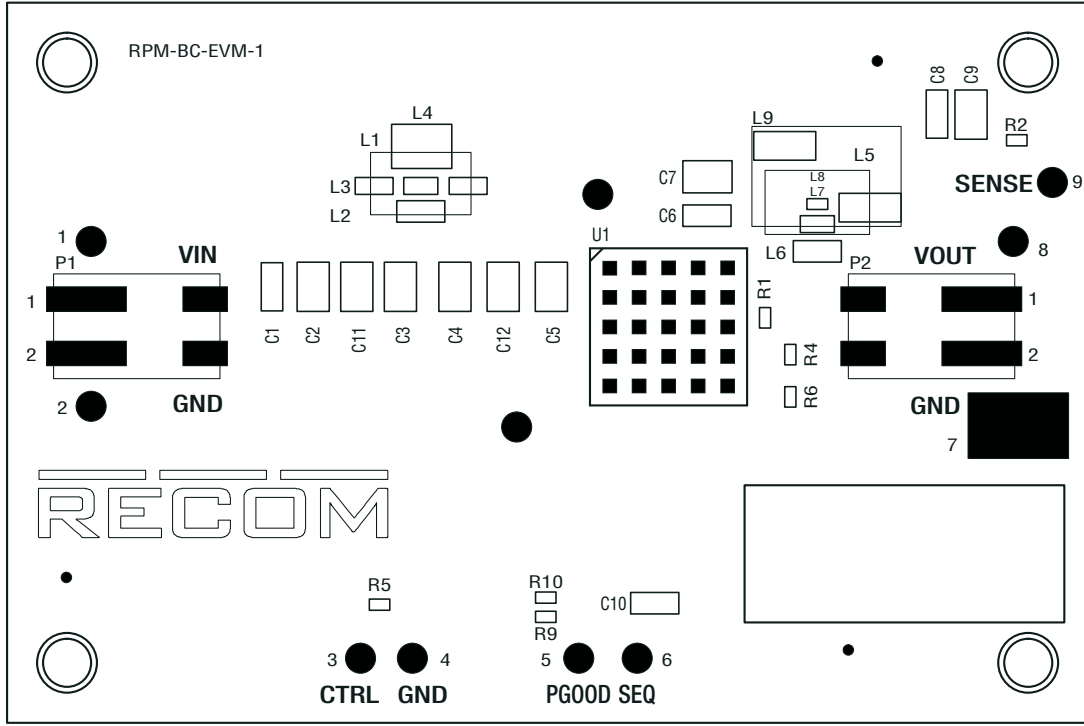 RPM-BC-EVM-1
L4
L1
L3
L2
C8
C9
R2
L9
L5
L8
L7
L6
C7
C6
SENSE
9
1
VIN
P1
1
2
2
GND
C1
C2
C11
C3
C4
C12
C5
U1
R1
R4
R6
P2
VOUT
8
1
2
GND
7
RECOM
R5
R10
R9
C10
3
4
5
6
CTRL GND
PGOOD SEQ